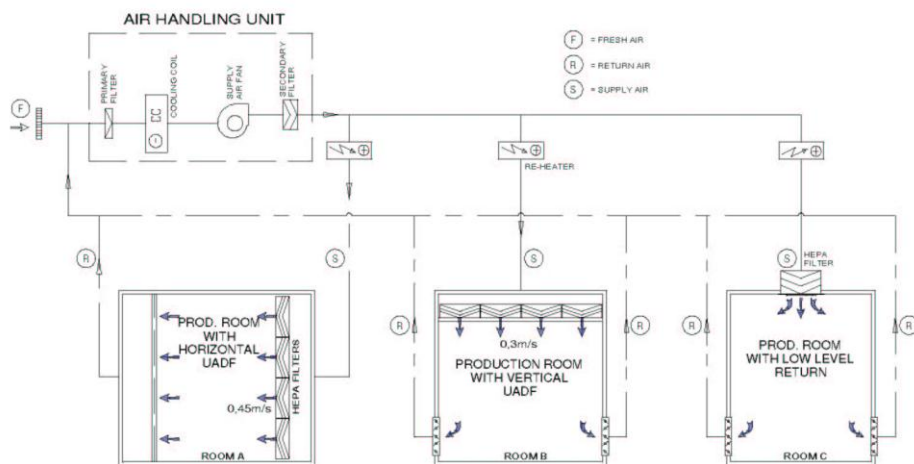 AIR HANDLING UNIT
F = FRESH AIR
R = RETURN AIR
S = SUPPLY AIR
PRIMARY
FILTER
CC
COOLING COIL
SUPPLY
AIR FAN
SECONDARY
FILTER
F
RE-HEATER
R
S
S
S
HEPA
FILTER
R
R
R
R
PROD. ROOM
WITH
HORIZONTAL
UADF
HEPA FILTERS
0,45m/s
ROOM A
0,3m/s
PRODUCTION ROOM
WITH VERTICAL
UADF
ROOM B
PROD. ROOM
WITH LOW LEVEL
RETURN
ROOM C